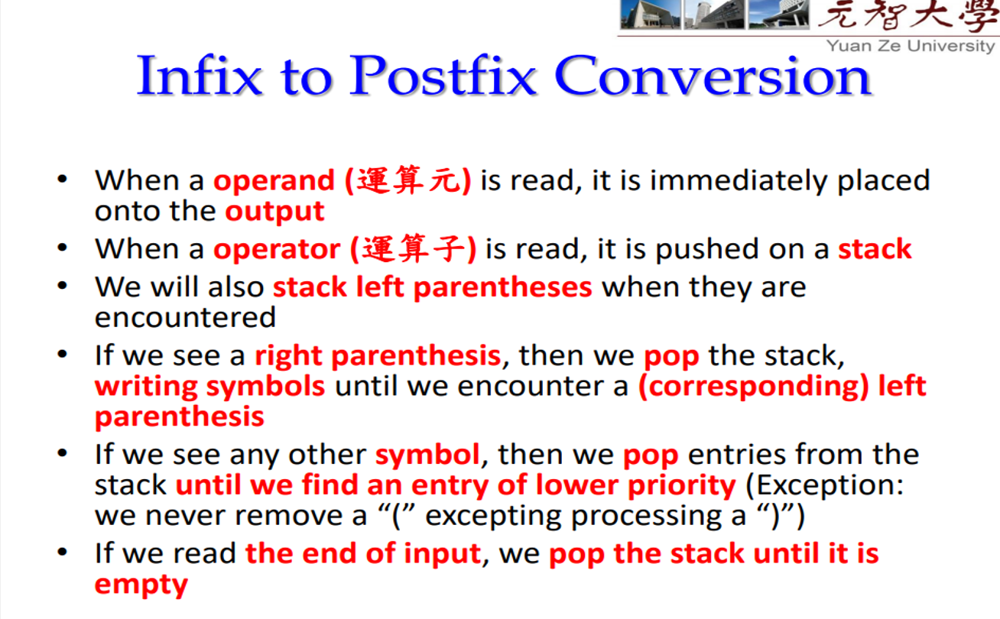 元智大學
Yuan Ze University
Infix to Postfix Conversion
• When a operand (運算元) is read, it is immediately placed
onto the output
• When a operator (運算子) is read, it is pushed on a stack
• We will also stack left parentheses when they are
encountered
• If we see a right parenthesis, then we pop the stack,
writing symbols until we encounter a (corresponding) left
parenthesis
• If we see any other symbol, then we pop entries from the
stack until we find an entry of lower priority (Exception:
we never remove a “(” excepting processing a “)”)
• If we read the end of input, we pop the stack until it is
empty